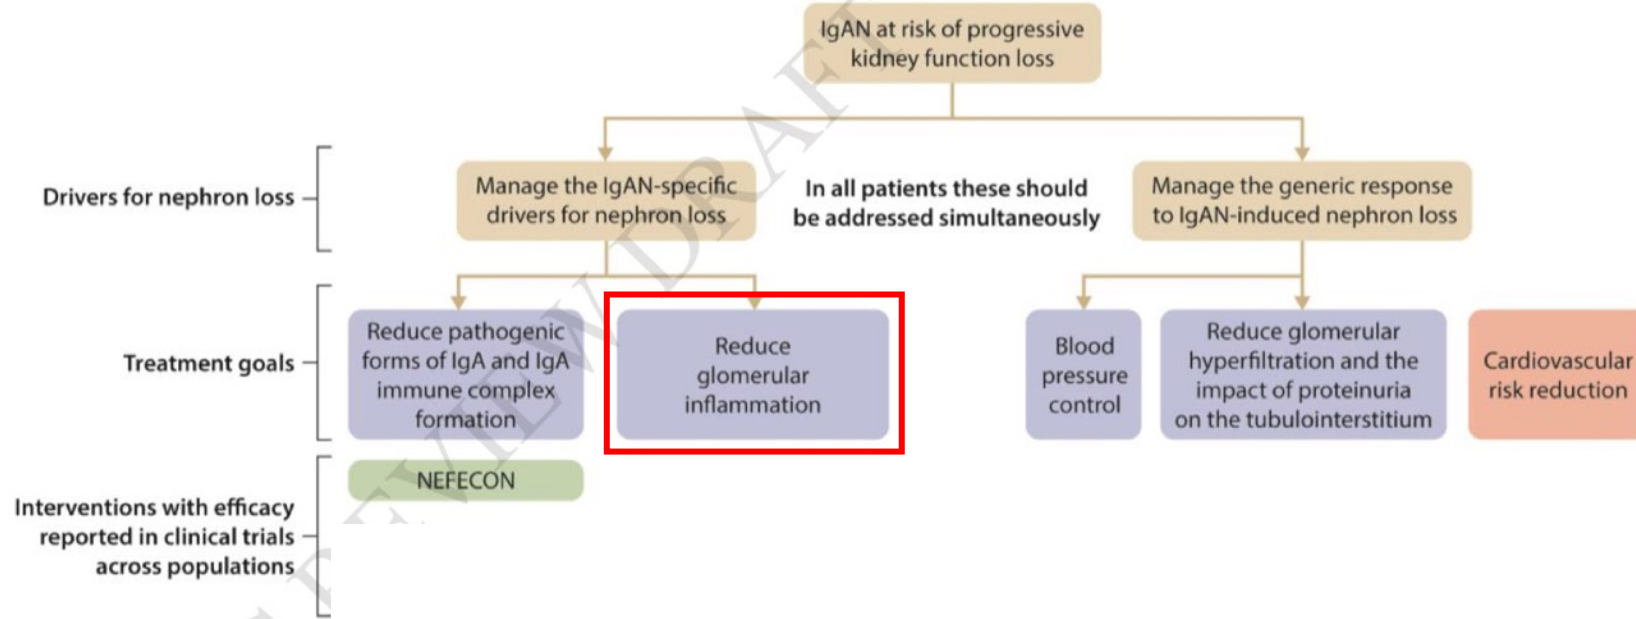 IgAN at risk of progressive
kidney function loss
Drivers for nephron loss
Manage the IgAN-specific
drivers for nephron loss
In all patients these should
be addressed simultaneously
Manage the generic response
to IgAN-induced nephron loss
Treatment goals
Reduce pathogenic
forms of IgA and IgA
immune complex
formation
Reduce
glomerular
inflammation
Blood
pressure
control
Reduce glomerular
hyperfiltration and the
impact of proteinuria
on the tubulointerstitium
Cardiovascular
risk reduction
Interventions with efficacy
reported in clinical trials
across populations
NEFECON
REVIEW DRAFT